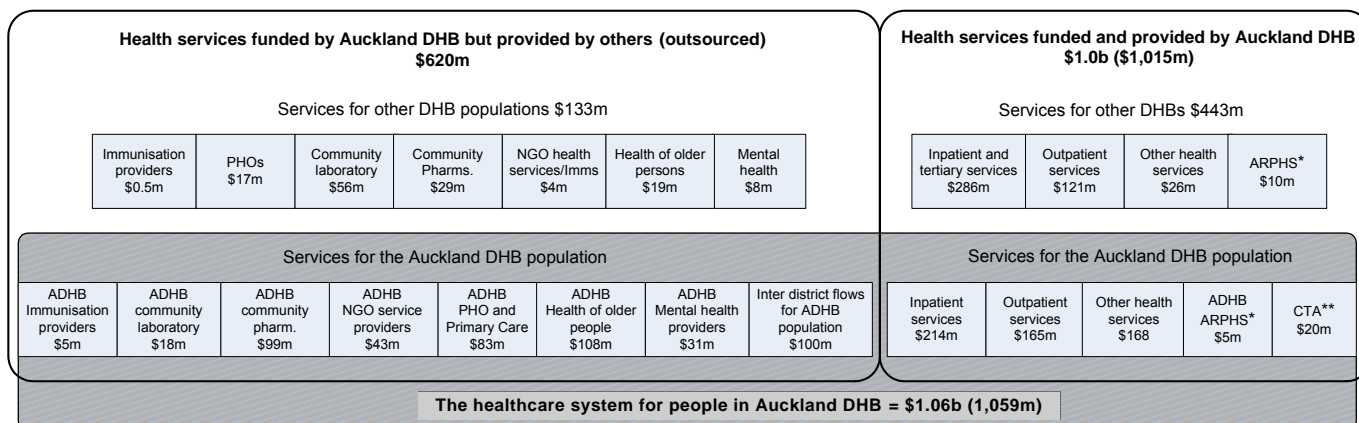 Health services funded by Auckland DHB but provided by others (outsourced)
$620m
Services for other DHB populations $133m
Immunisation
providers
$0.5m
PHOs
$17m
Community
laboratory
$56m
Community
Pharms.
$29m
NGO health
services/Imms
$4m
Health of older
persons
$19m
Mental
health
$8m
Health services funded and provided by Auckland DHB
$1.0b ($1,015m)
Services for other DHBs $443m
Inpatient and
tertiary services
$286m
Outpatient
services
$121m
Other health
services
$26m
ARPHS*
$10m
Services for the Auckland DHB population
ADHB
Immunisation
providers
$5m
ADHB
community
laboratory
$18m
ADHB
community
pharm.
$99m
ADHB
NGO service
providers
$43m
ADHB
PHO and
Primary Care
$83m
ADHB
Health of older
people
$108m
ADHB
Mental health
providers
$31m
Inter district flows
for ADHB
population
$100m
Services for the Auckland DHB population
Inpatient
services
$214m
Outpatient
services
$165m
Other health
services
$168
ADHB
ARPHS*
$5m
CTA**
$20m
The healthcare system for people in Auckland DHB = $1.06b (1,059m)